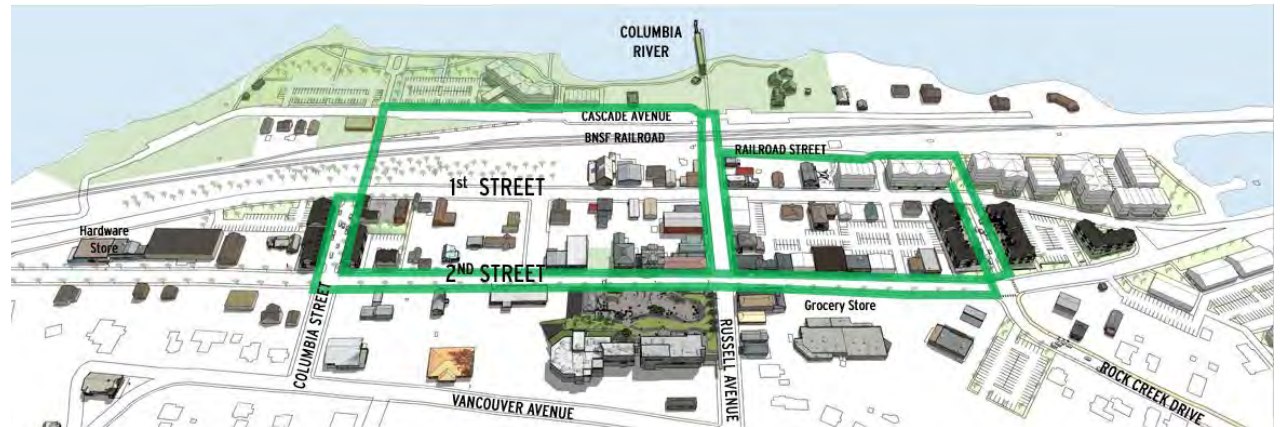 COLUMBIA
RIVER
CASCADE AVENUE
BNSF RAILROAD
RAILROAD STREET
1st STREET
Hardware
Store
2ND STREET
Grocery Store
COLUMBIA STREET
RUSSELL AVENUE
ROCK CREEK DRIVE
VANCOUVER AVENUE